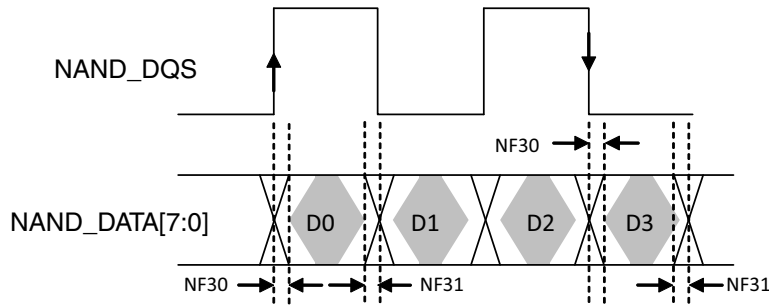 NAND_DQS
NF30
NAND_DATA[7:0]
D0 D1 D2 D3
NF30 NF31 NF31